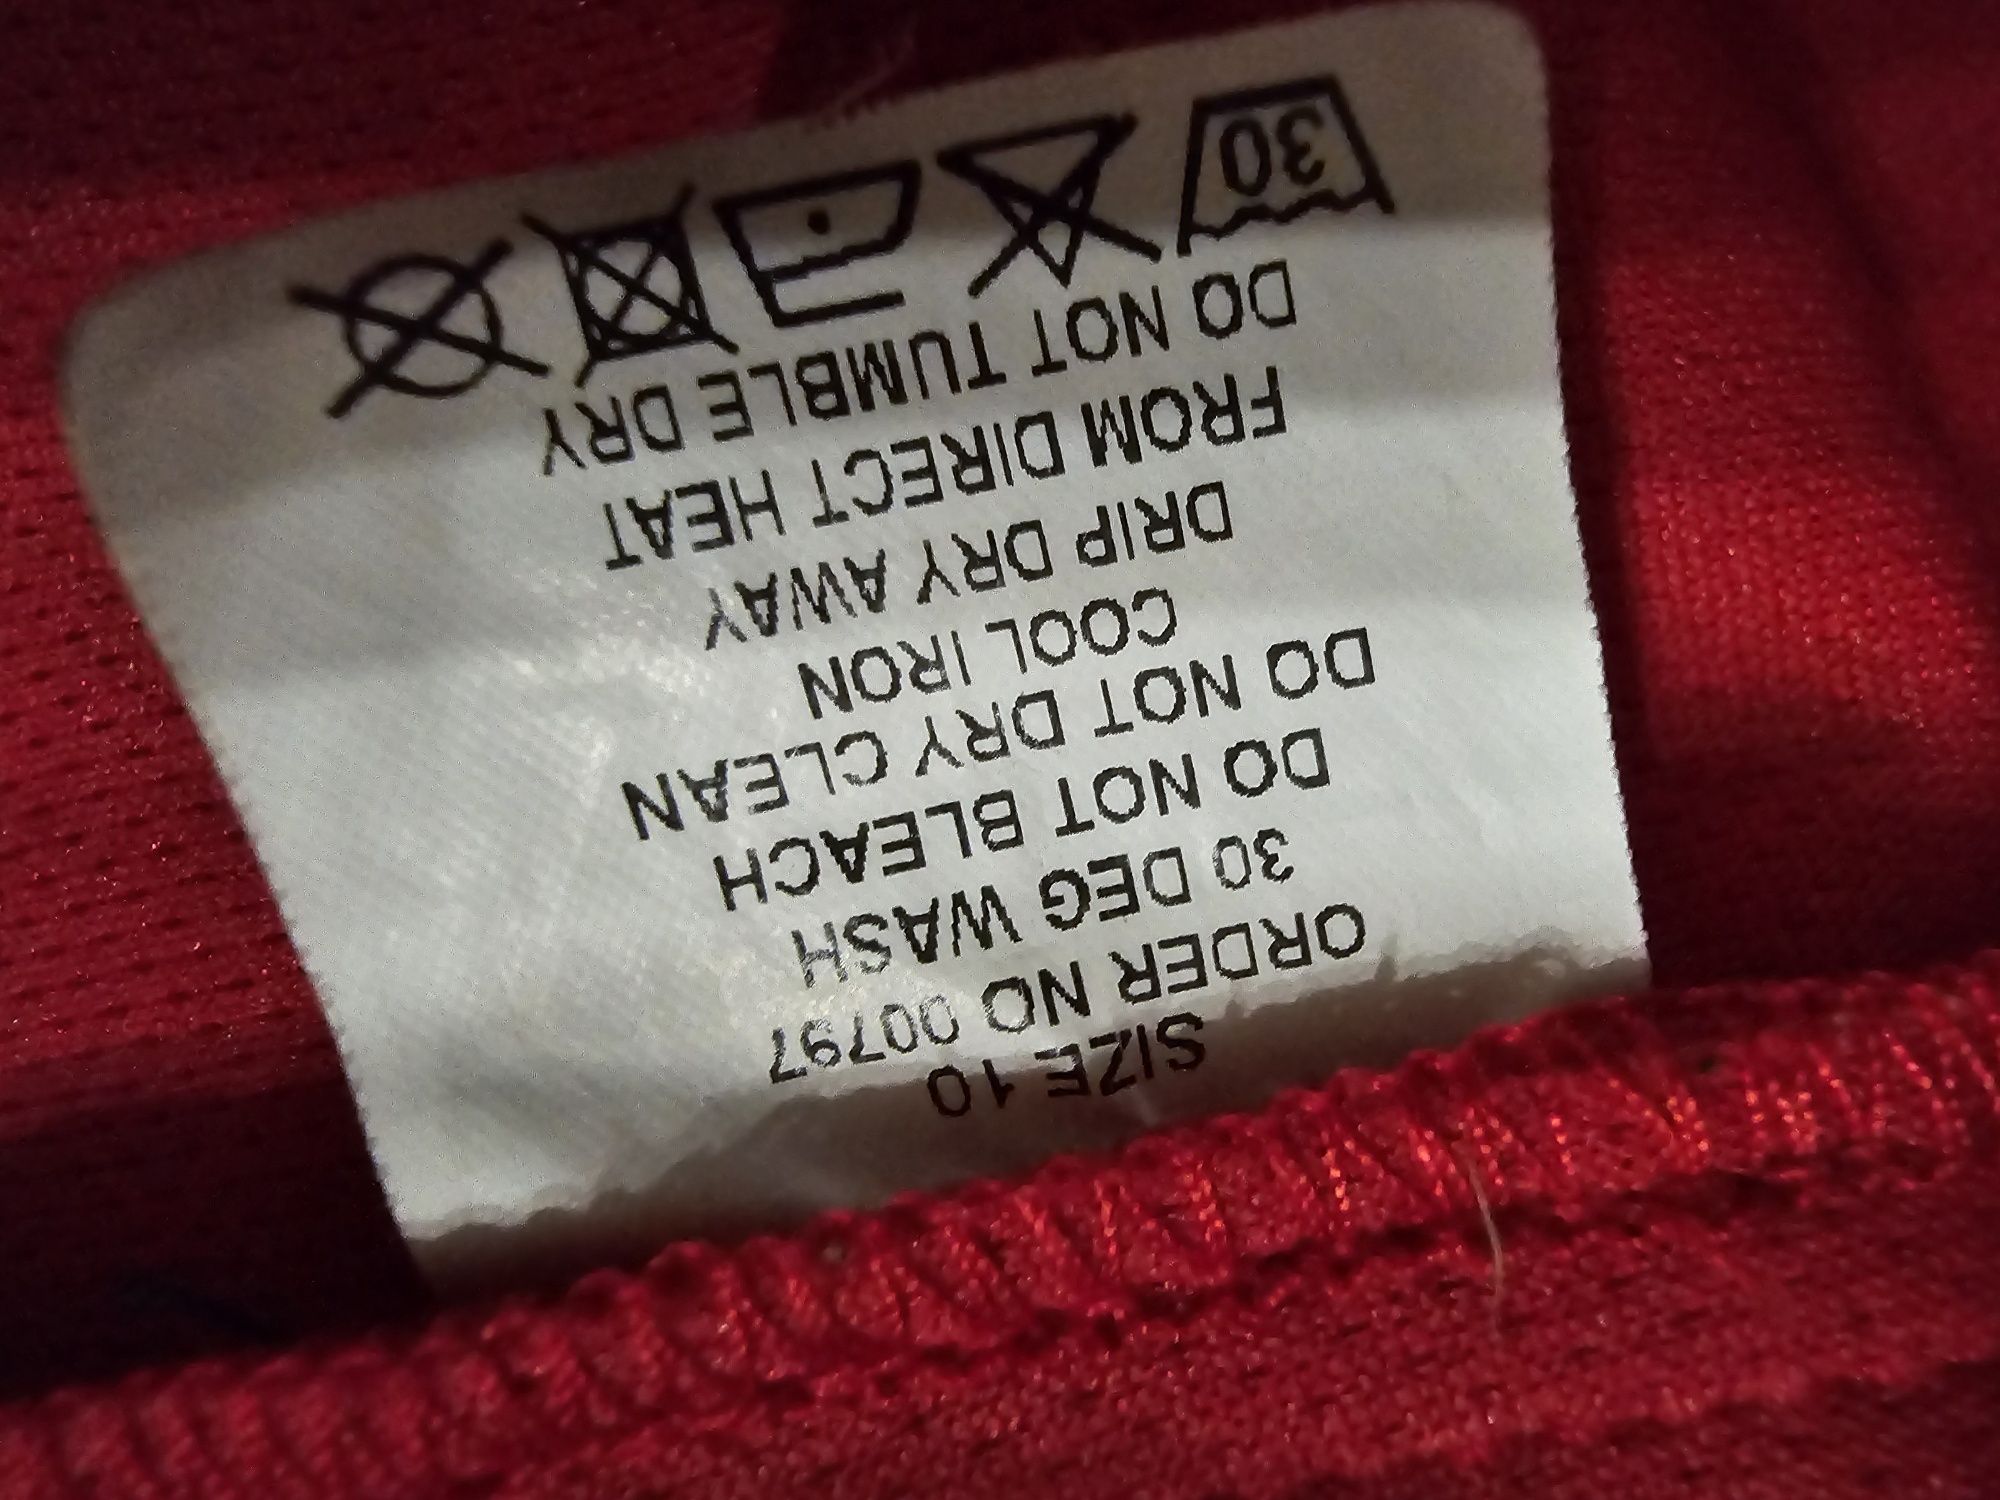 SIZE 10
ORDER NO 00797
30 DEG WASH
DO NOT BLEACH
DO NOT DRY CLEAN
COOL IRON
DRIP DRY AWAY
FROM DIRECT HEAT
DO NOT TUMBLE DRY
30